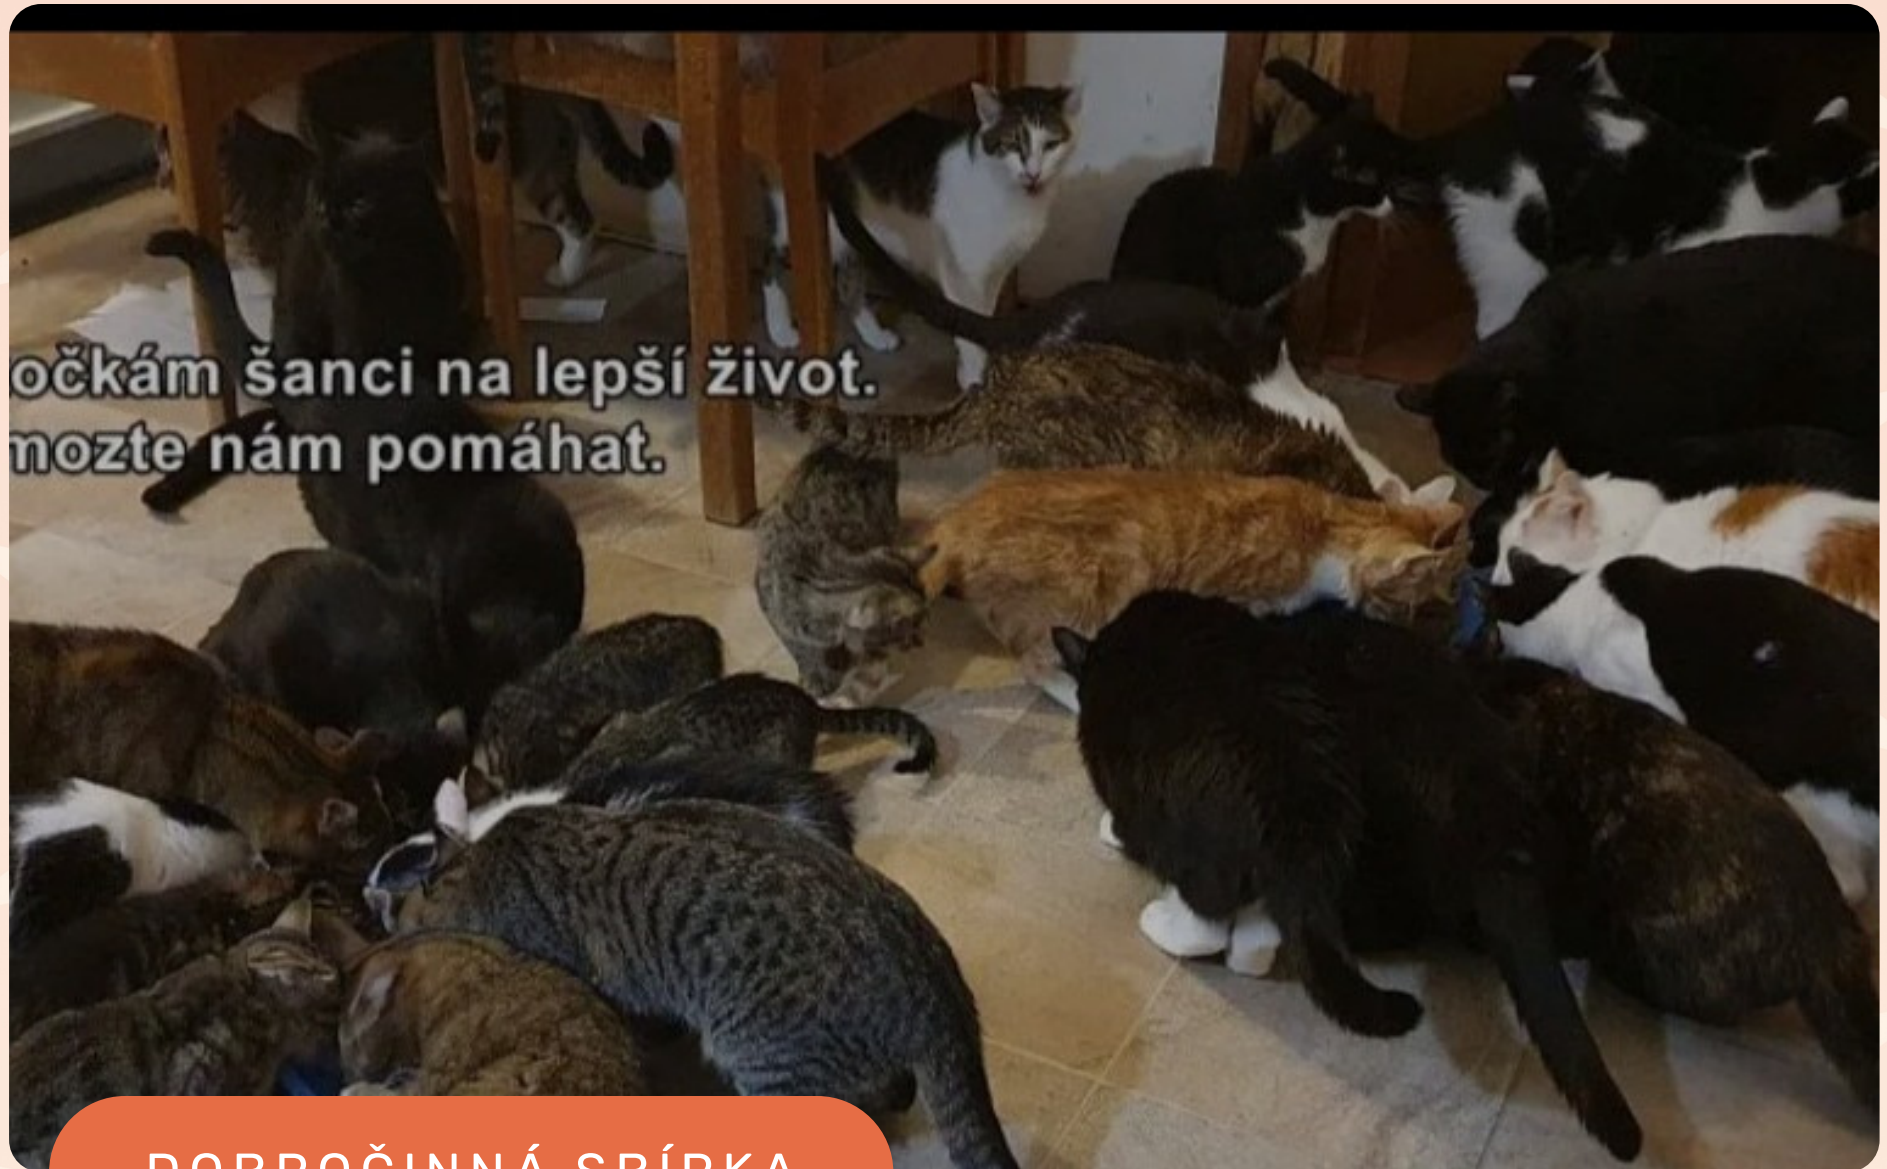 očkám šanci na lepší život.
mozte nám pomáhat.
DOBROČINNÁ SBÍRKA